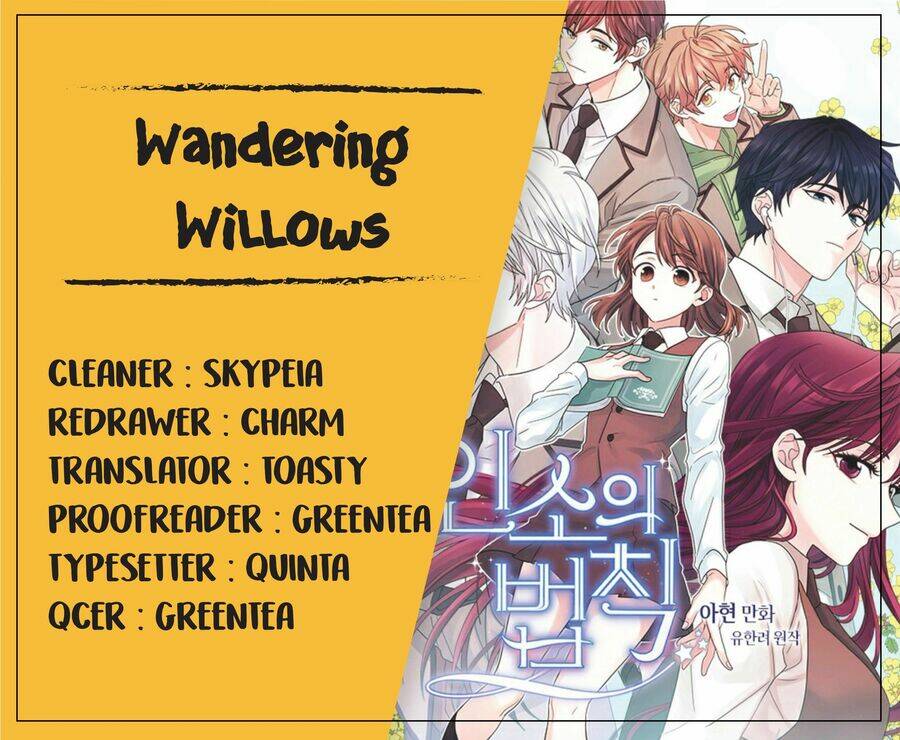 Wandering
Willows
CLEANER : SKYPEIA
REDRAWER : CHARM
TRANSLATOR : TOASTY
PROOFREADER : GREENTEA
TYPESETTER : QUINTA
QCER : GREENTEA
인소의
법칙
아현 만화
유한려 원작